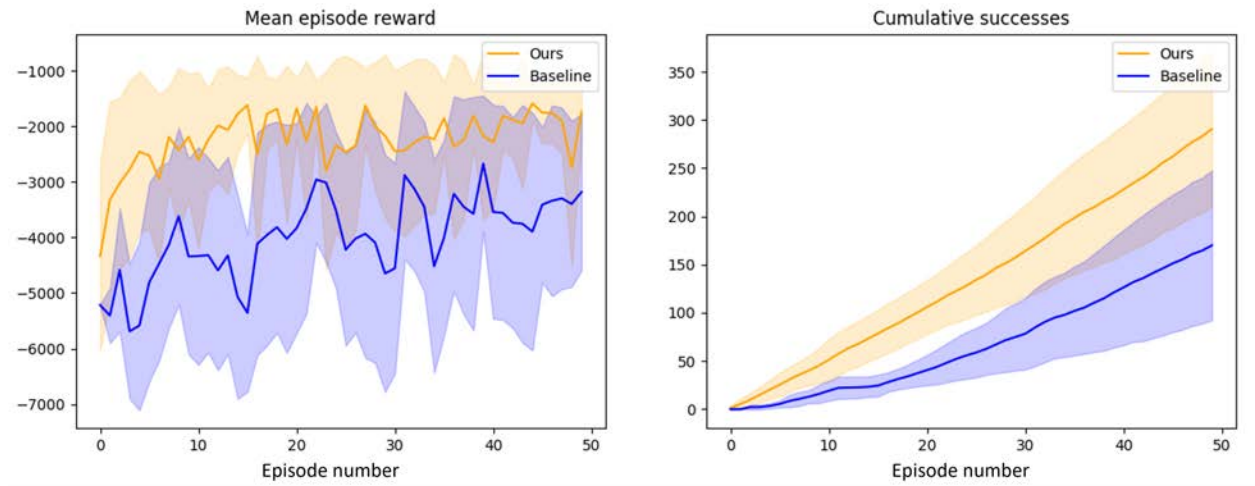 Mean episode reward
Ours
Baseline
−1000
−2000
−3000
−4000
−5000
−6000
−7000
0 10 20 30 40 50
Episode number
Cumulative successes
Ours
Baseline
350
300
250
200
150
100
50
0
0 10 20 30 40 50
Episode number